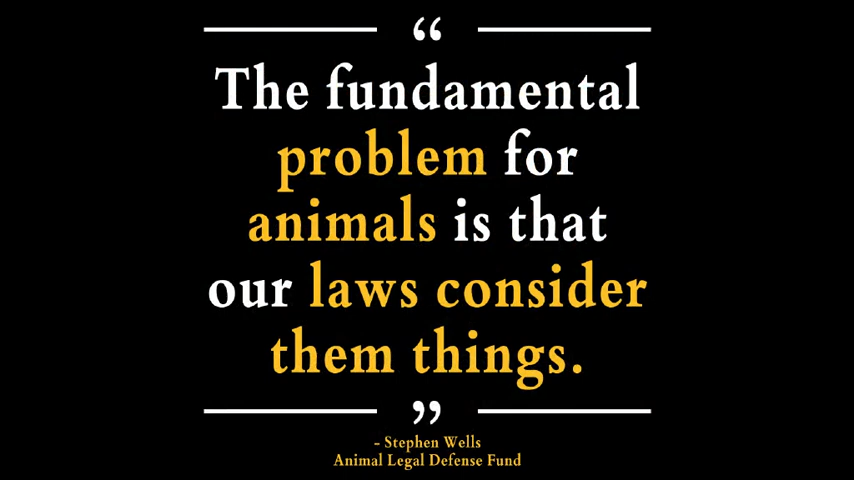 “
The fundamental
problem for
animals is that
our laws consider
them things.
”
- Stephen Wells
Animal Legal Defense Fund